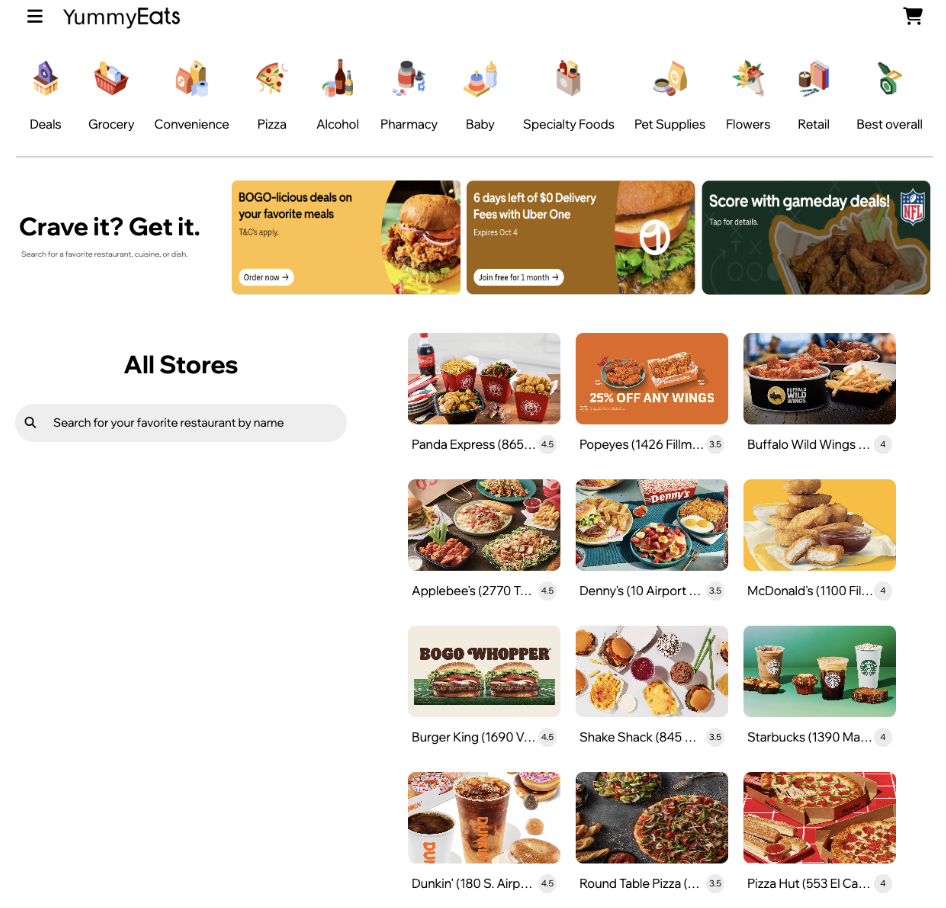 YummyEats
Deals
Grocery
Convenience
Pizza
Alcohol
Pharmacy
Baby
Specialty Foods
Pet Supplies
Flowers
Retail
Best overall
Crave it? Get it.
Search for a favorite restaurant, cuisine, or dish.
BOGO-licious deals on
your favorite meals
T&C's apply.
Order now →
6 days left of $0 Delivery
Fees with Uber One
Expires Oct 4
Join free for 1 month →
Score with gameday deals!
Tap for details.
NFL
All Stores
Search for your favorite restaurant by name
Coca-Cola
Panda Express (865... 4.5
25% OFF ANY WINGS
Popeyes (1426 Fillm... 3.5
BUFFALO
WILD
WINGS
Buffalo Wild Wings ... 4
Applebee's (2770 T... 4.5
Denny's
Denny's (10 Airport ... 3.5
McDonald's (1100 Fil... 4
BOGO WHOPPER
Burger King (1690 V... 4.5
Shake Shack (845 ... 3.5
Starbucks (1390 Ma... 4
DUNKIN'
DUN
DUNKIN
Dunkin' (180 S. Airp... 4.5
Round Table Pizza (... 3.5
Pizza Hut (553 El Ca... 4